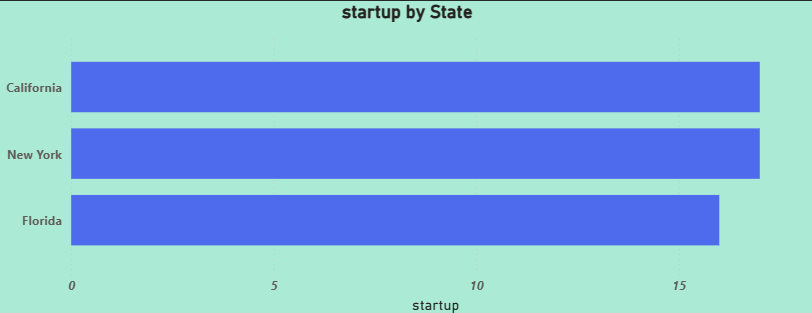 startup by State
California
New York
Florida
0 5 10 15
startup